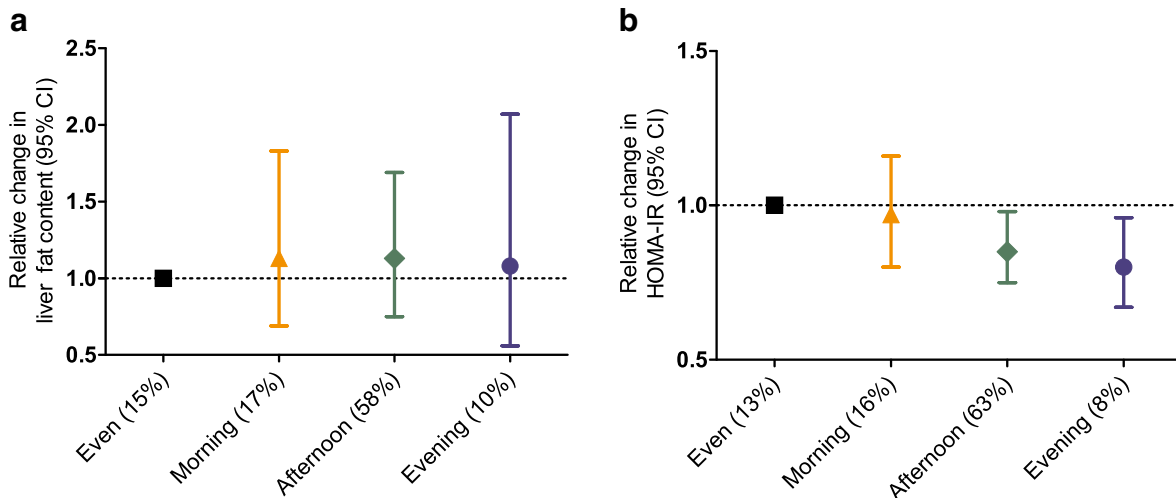 a
Relative change in
liver fat content (95% CI)
2.5
2.0
1.5
1.0
0.5
Even (15%)
Morning (17%)
Afternoon (58%)
Evening (10%)
b
Relative change in
HOMA-IR (95% CI)
1.5
1.0
0.5
Even (13%)
Morning (16%)
Afternoon (63%)
Evening (8%)